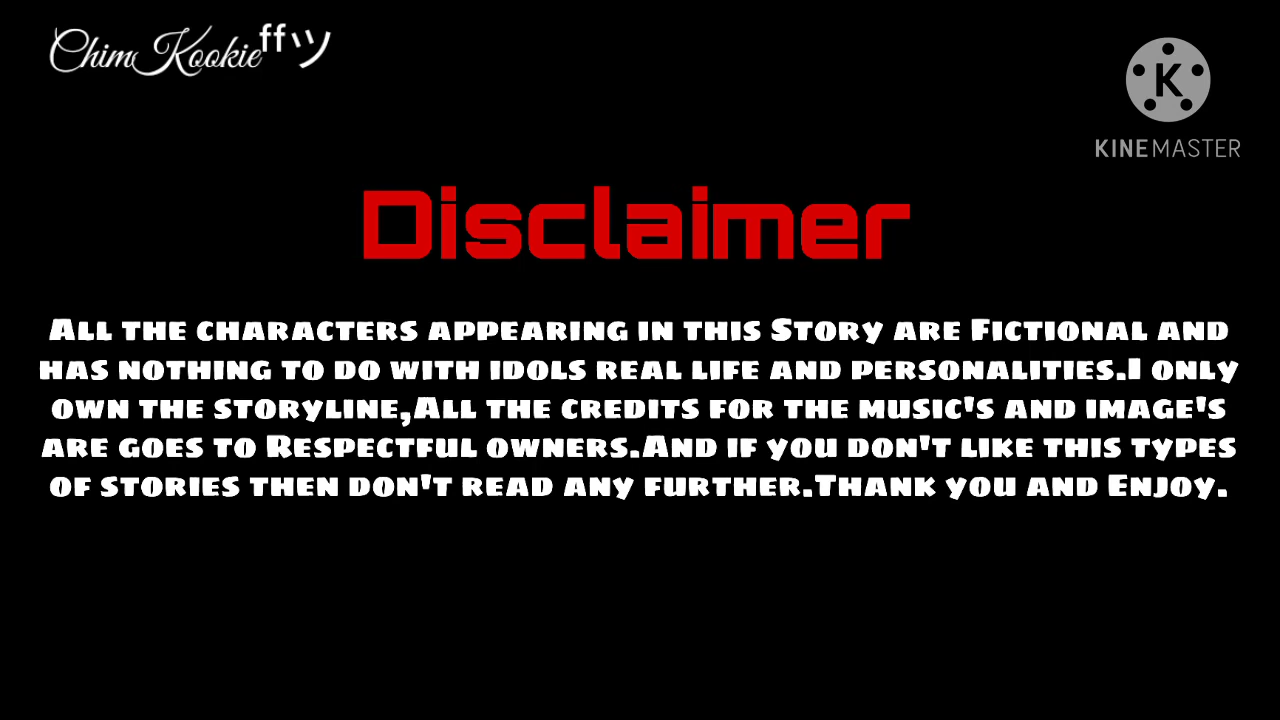 ChimKookieffツ
K
KINEMASTER
Disclaimer
All the characters appearing in this Story are Fictional and
has nothing to do with idols real life and personalities.I only
own the storyline,All the credits for the music's and image's
are goes to Respectful owners.And if you don't like this types
of stories then don't read any further.Thank you and Enjoy.